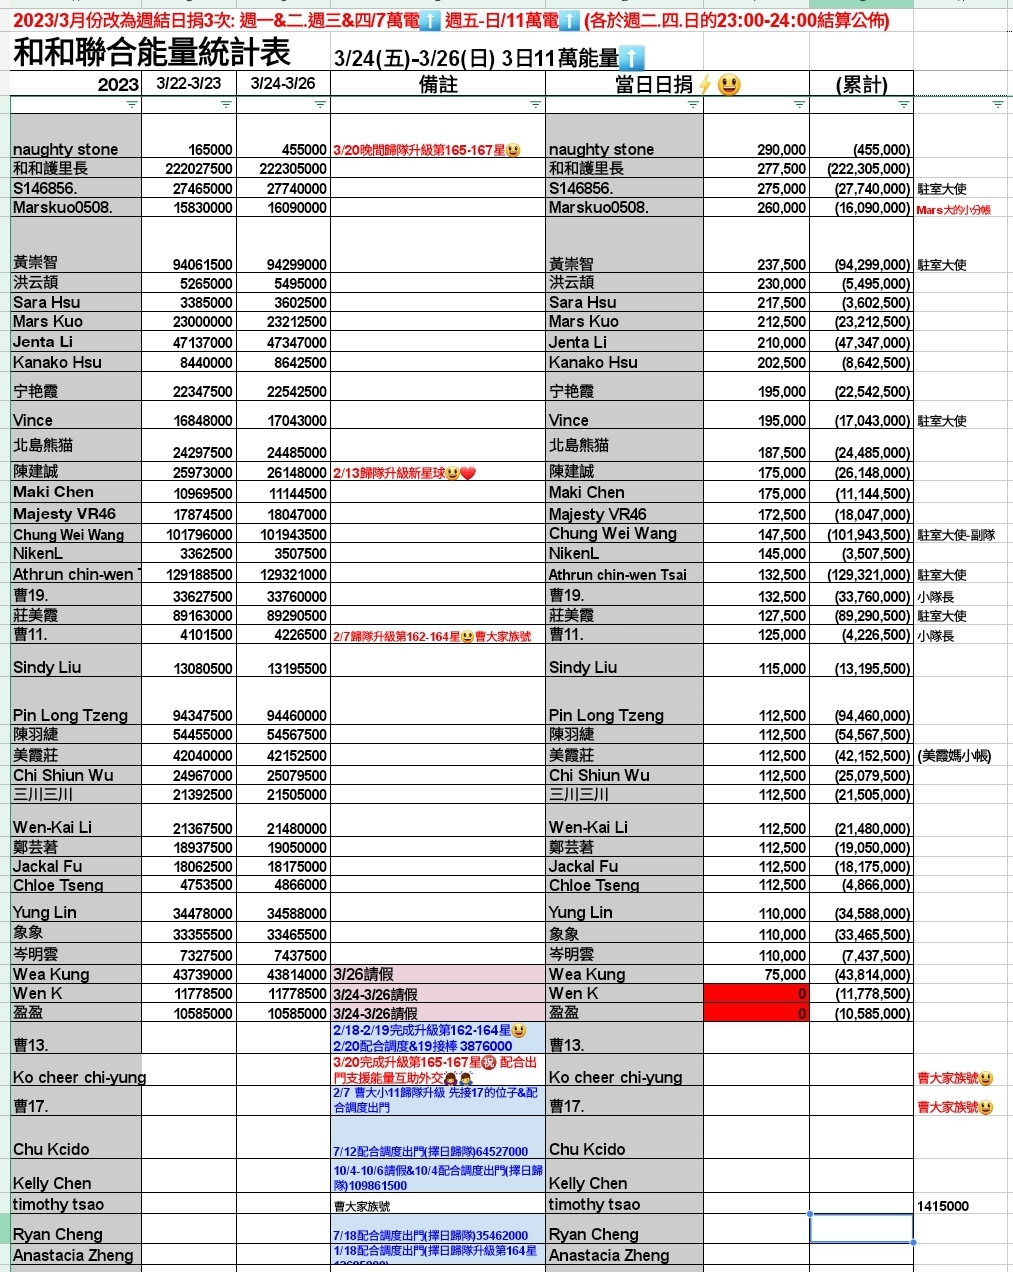 2023/3月份改為週結日捐3次: 週一&二.週三&四/7萬電⬆️ 週五-日/11萬電⬆️ (各於週二.四.日的23:00-24:00結算公佈)
和和聯合能量統計表 3/24(五)-3/26(日) 3日11萬能量⬆️
2023 3/22-3/23 3/24-3/26 備註 當日日捐⚡😃 (累計)
naughty stone 165000 455000 3/20晚間歸隊升級第165-167星😃 naughty stone 290,000 (455,000)
和和護里長 222027500 222305000 和和護里長 277,500 (222,305,000)
S146856. 27465000 27740000 S146856. 275,000 (27,740,000) 駐室大使
Marskuo0508. 15830000 16090000 Marskuo0508. 260,000 (16,090,000) Mars大的小分帳
黃崇智 94061500 94299000 黃崇智 237,500 (94,299,000) 駐室大使
洪云頡 5265000 5495000 洪云頡 230,000 (5,495,000)
Sara Hsu 3385000 3602500 Sara Hsu 217,500 (3,602,500)
Mars Kuo 23000000 23212500 Mars Kuo 212,500 (23,212,500)
Jenta Li 47137000 47347000 Jenta Li 210,000 (47,347,000)
Kanako Hsu 8440000 8642500 Kanako Hsu 202,500 (8,642,500)
宁艳霞 22347500 22542500 宁艳霞 195,000 (22,542,500)
Vince 16848000 17043000 Vince 195,000 (17,043,000) 駐室大使
北島熊猫 24297500 24485000 北島熊猫 187,500 (24,485,000)
陳建誠 25973000 26148000 2/13歸隊升級新星球😃❤️ 陳建誠 175,000 (26,148,000)
Maki Chen 10969500 11144500 Maki Chen 175,000 (11,144,500)
Majesty VR46 17874500 18047000 Majesty VR46 172,500 (18,047,000)
Chung Wei Wang 101796000 101943500 Chung Wei Wang 147,500 (101,943,500) 駐室大使-副隊
NikenL 3362500 3507500 NikenL 145,000 (3,507,500)
Athrun chin-wen T 129188500 129321000 Athrun chin-wen Tsai 132,500 (129,321,000) 駐室大使
曹19. 33627500 33760000 曹19. 132,500 (33,760,000) 小隊長
莊美霞 89163000 89290500 莊美霞 127,500 (89,290,500) 駐室大使
曹11. 4101500 4226500 2/7歸隊升級第162-164星😃曹大家族號 曹11. 125,000 (4,226,500) 小隊長
Sindy Liu 13080500 13195500 Sindy Liu 115,000 (13,195,500)
Pin Long Tzeng 94347500 94460000 Pin Long Tzeng 112,500 (94,460,000)
陳羽緁 54455000 54567500 陳羽緁 112,500 (54,567,500)
美霞莊 42040000 42152500 美霞莊 112,500 (42,152,500) (美霞媽小帳)
Chi Shiun Wu 24967000 25079500 Chi Shiun Wu 112,500 (25,079,500)
三川三川 21392500 21505000 三川三川 112,500 (21,505,000)
Wen-Kai Li 21367500 21480000 Wen-Kai Li 112,500 (21,480,000)
鄭芸茗 18937500 19050000 鄭芸茗 112,500 (19,050,000)
Jackal Fu 18062500 18175000 Jackal Fu 112,500 (18,175,000)
Chloe Tseng 4753500 4866000 Chloe Tseng 112,500 (4,866,000)
Yung Lin 34478000 34588000 Yung Lin 110,000 (34,588,000)
象象 33355500 33465500 象象 110,000 (33,465,500)
岑明雲 7327500 7437500 岑明雲 110,000 (7,437,500)
Wea Kung 43739000 43814000 3/26請假 Wea Kung 75,000 (43,814,000)
Wen K 11778500 11778500 3/24-3/26請假 Wen K 0 (11,778,500)
盈盈 10585000 10585000 3/24-3/26請假 盈盈 0 (10,585,000)
2/18-2/19完成升級第162-164星😃
曹13. 2/20配合調度&19接棒 3876000 曹13.
3/20完成升級第165-167星㊗️ 配合出
Ko cheer chi-yung 門支援能量互助外交 Ko cheer chi-yung 曹大家族號😃
2/7 曹大小11歸隊升級 先接17的位子&配
曹17. 合調度出門 曹17. 曹大家族號😃
Chu Kcido 7/12配合調度出門(擇日歸隊)64527000 Chu Kcido
10/4-10/6請假&10/4配合調度出門(擇日歸
Kelly Chen 隊)109861500 Kelly Chen
timothy tsao 曹大家族號 timothy tsao 1415000
Ryan Cheng 7/18配合調度出門(擇日歸隊)35462000 Ryan Cheng
Anastacia Zheng 1/18配合調度出門(擇日歸隊升級第164星 Anastacia Zheng